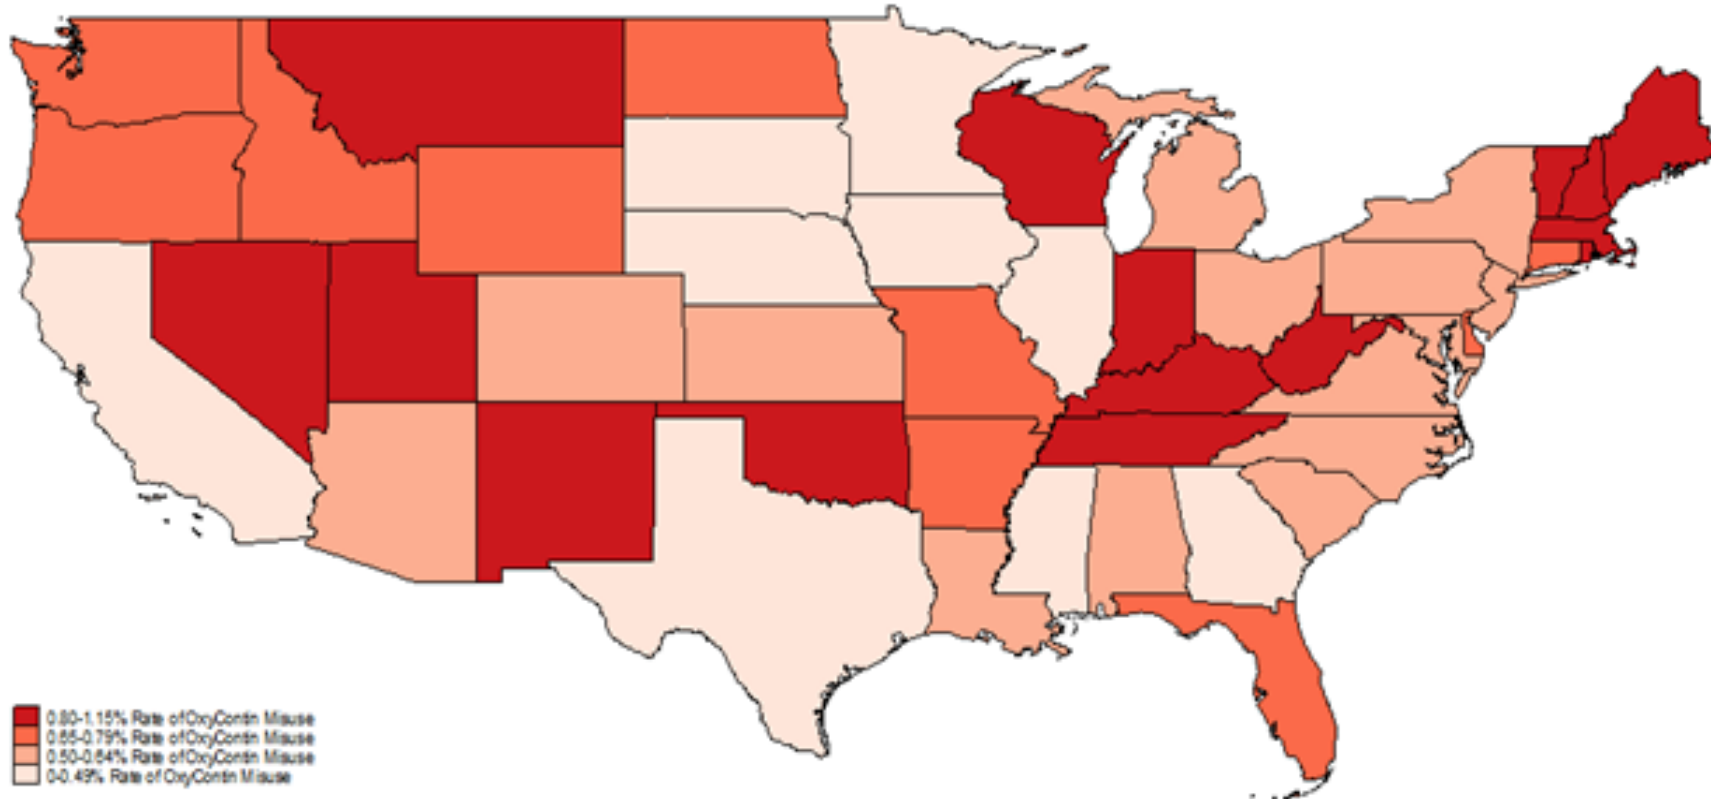 0.80-1.15% Rate of OxyContin Misuse
0.65-0.79% Rate of OxyContin Misuse
0.50-0.64% Rate of OxyContin Misuse
0-0.49% Rate of OxyContin Misuse